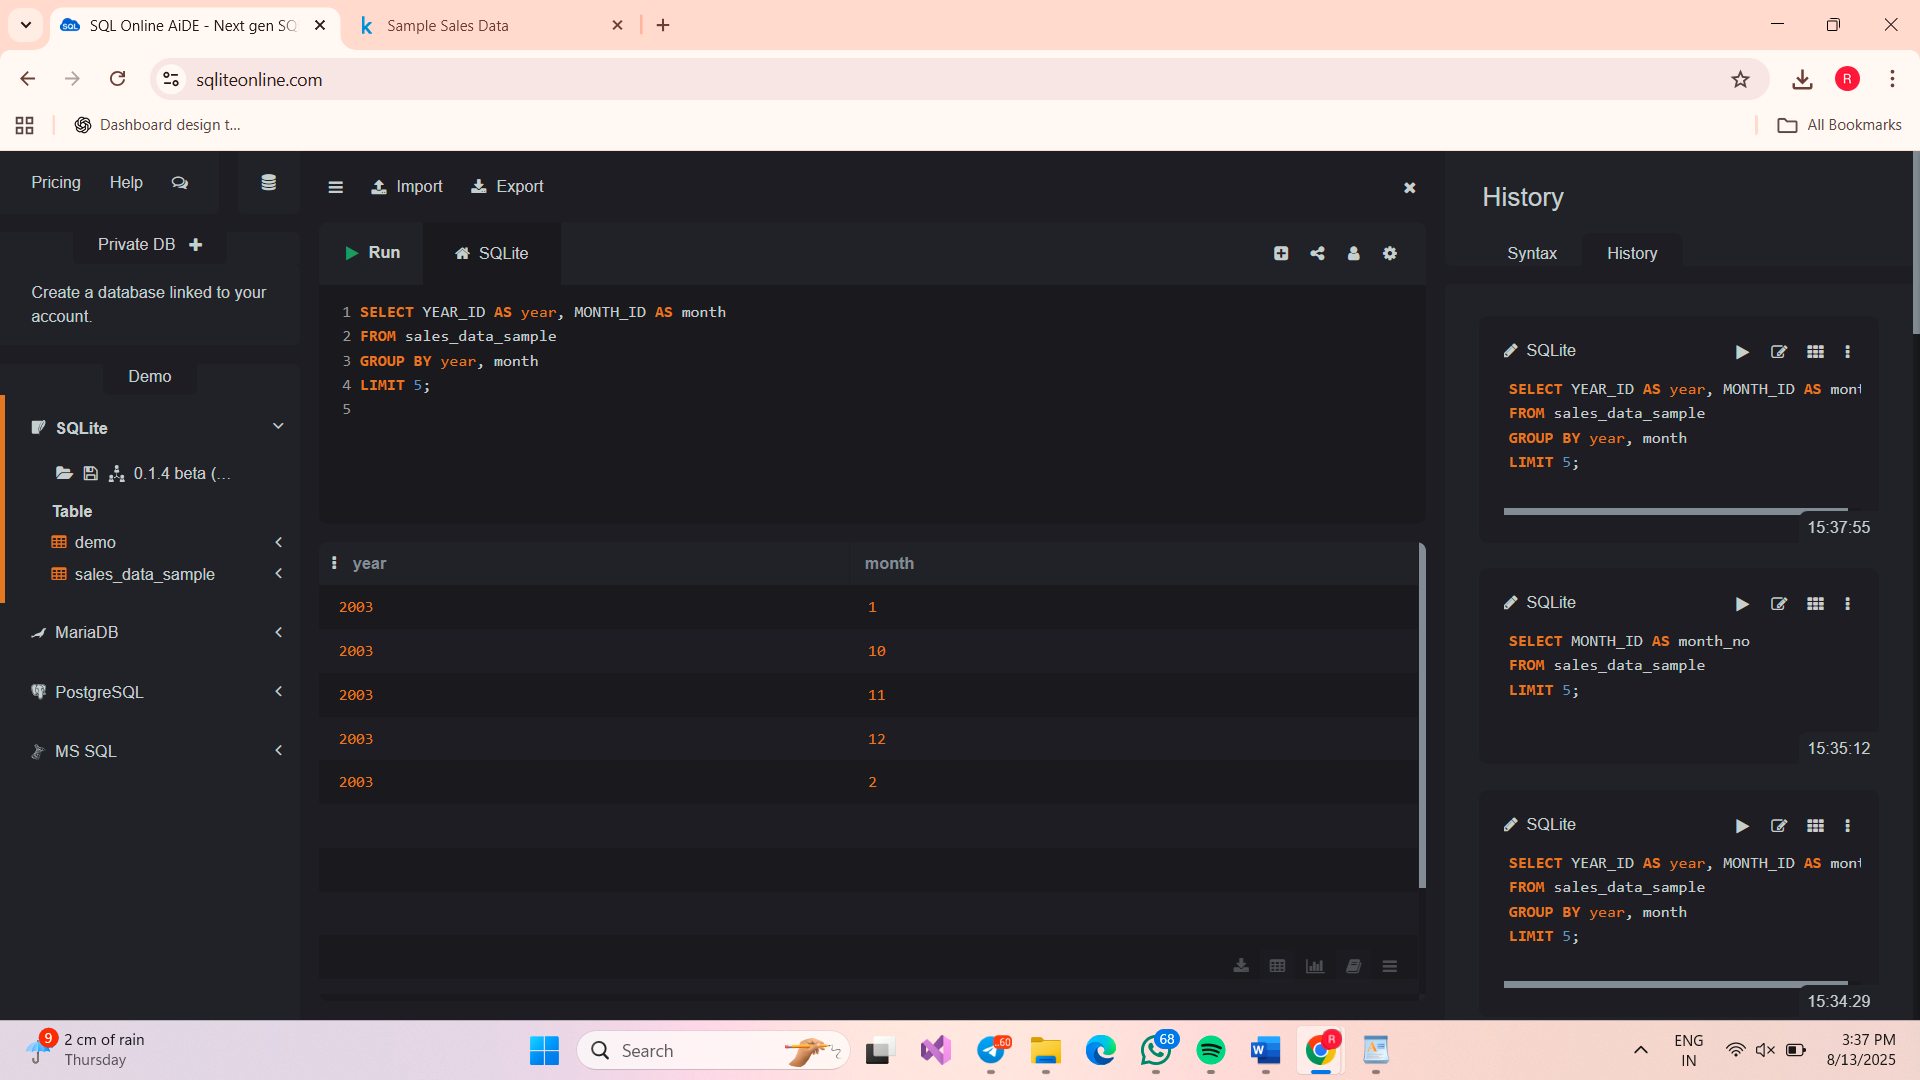 SQL Online AiDE - Next gen SQ
Sample Sales Data
sqliteonline.com
R
Dashboard design t...
All Bookmarks
Pricing
Help
Import
Export
Private DB
Create a database linked to your
account.
Demo
SQLite
0.1.4 beta (...
Table
demo
sales_data_sample
MariaDB
PostgreSQL
MS SQL
Run
SQLite
1 SELECT YEAR_ID AS year, MONTH_ID AS month
2 FROM sales_data_sample
3 GROUP BY year, month
4 LIMIT 5;
5
year month
2003 1
2003 10
2003 11
2003 12
2003 2
History
Syntax
History
SQLite
SELECT YEAR_ID AS year, MONTH_ID AS mont
FROM sales_data_sample
GROUP BY year, month
LIMIT 5;
15:37:55
SQLite
SELECT MONTH_ID AS month_no
FROM sales_data_sample
LIMIT 5;
15:35:12
SQLite
SELECT YEAR_ID AS year, MONTH_ID AS mont
FROM sales_data_sample
GROUP BY year, month
LIMIT 5;
15:34:29
9
2 cm of rain
Thursday
Search
..60
68
W
R
ENG
IN
3:37 PM
8/13/2025